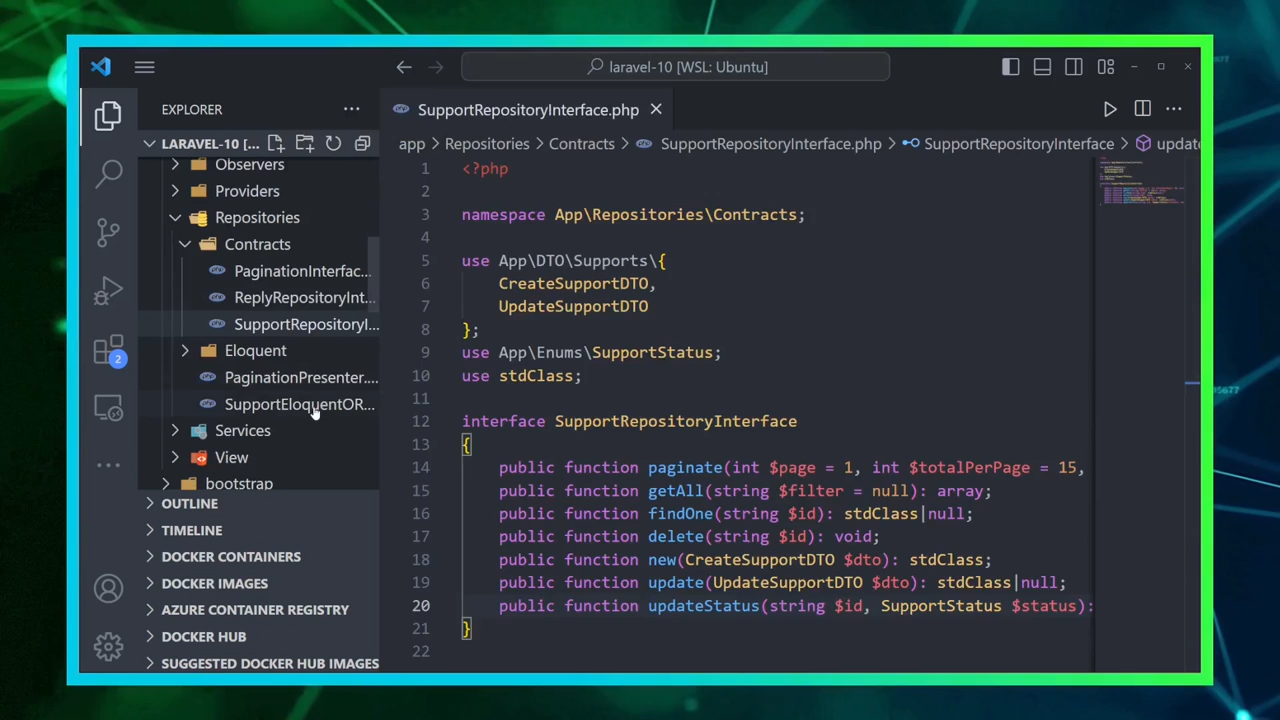 laravel-10 [WSL: Ubuntu]
EXPLORER
SupportRepositoryInterface.php
LARAVEL-10 [...
app
Repositories
Contracts
SupportRepositoryInterface.php
SupportRepositoryInterface
update
Observers
Providers
Repositories
Contracts
PaginationInterfac...
ReplyRepositoryInt...
SupportRepositoryI...
Eloquent
PaginationPresenter....
SupportEloquentOR...
Services
View
bootstrap
OUTLINE
TIMELINE
DOCKER CONTAINERS
DOCKER IMAGES
AZURE CONTAINER REGISTRY
DOCKER HUB
SUGGESTED DOCKER HUB IMAGES
2
1 <?php
2
3 namespace App\Repositories\Contracts;
4
5 use App\DTO\Supports\{
6 CreateSupportDTO,
7 UpdateSupportDTO
8 };
9 use App\Enums\SupportStatus;
10 use stdClass;
11
12 interface SupportRepositoryInterface
13 {
14 public function paginate(int $page = 1, int $totalPerPage = 15,
15 public function getAll(string $filter = null): array;
16 public function findOne(string $id): stdClass|null;
17 public function delete(string $id): void;
18 public function new(CreateSupportDTO $dto): stdClass;
19 public function update(UpdateSupportDTO $dto): stdClass|null;
20 public function updateStatus(string $id, SupportStatus $status):
21 }
22